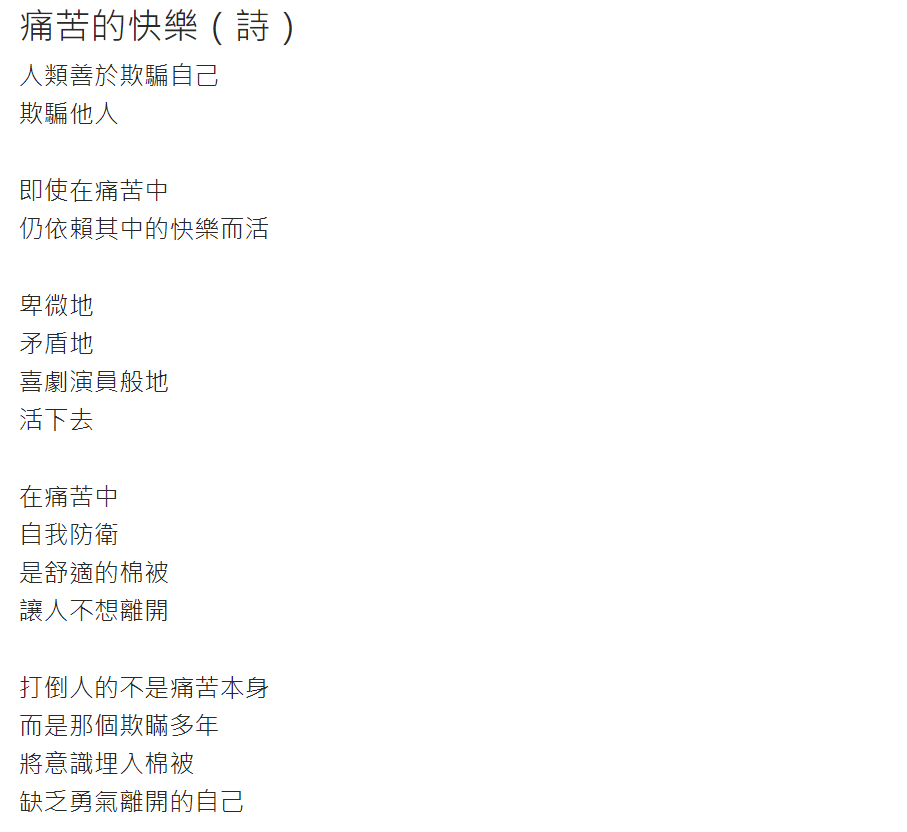 痛苦的快樂（詩）
人類善於欺騙自己
欺騙他人
即使在痛苦中
仍依賴其中的快樂而活
卑微地
矛盾地
喜劇演員般地
活下去
在痛苦中
自我防衛
是舒適的棉被
讓人不想離開
打倒人的不是痛苦本身
而是那個欺瞞多年
將意識埋入棉被
缺乏勇氣離開的自己